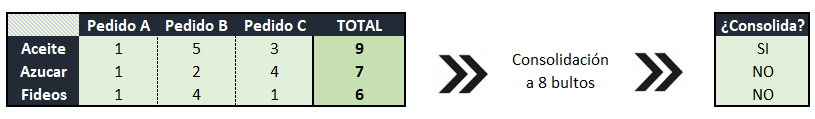 Pedido A Pedido B Pedido C TOTAL ¿Consolida?
Aceite 1 5 3 9 SI
Azucar 1 2 4 7 NO
Fideos 1 4 1 6 NO
Consolidación
a 8 bultos